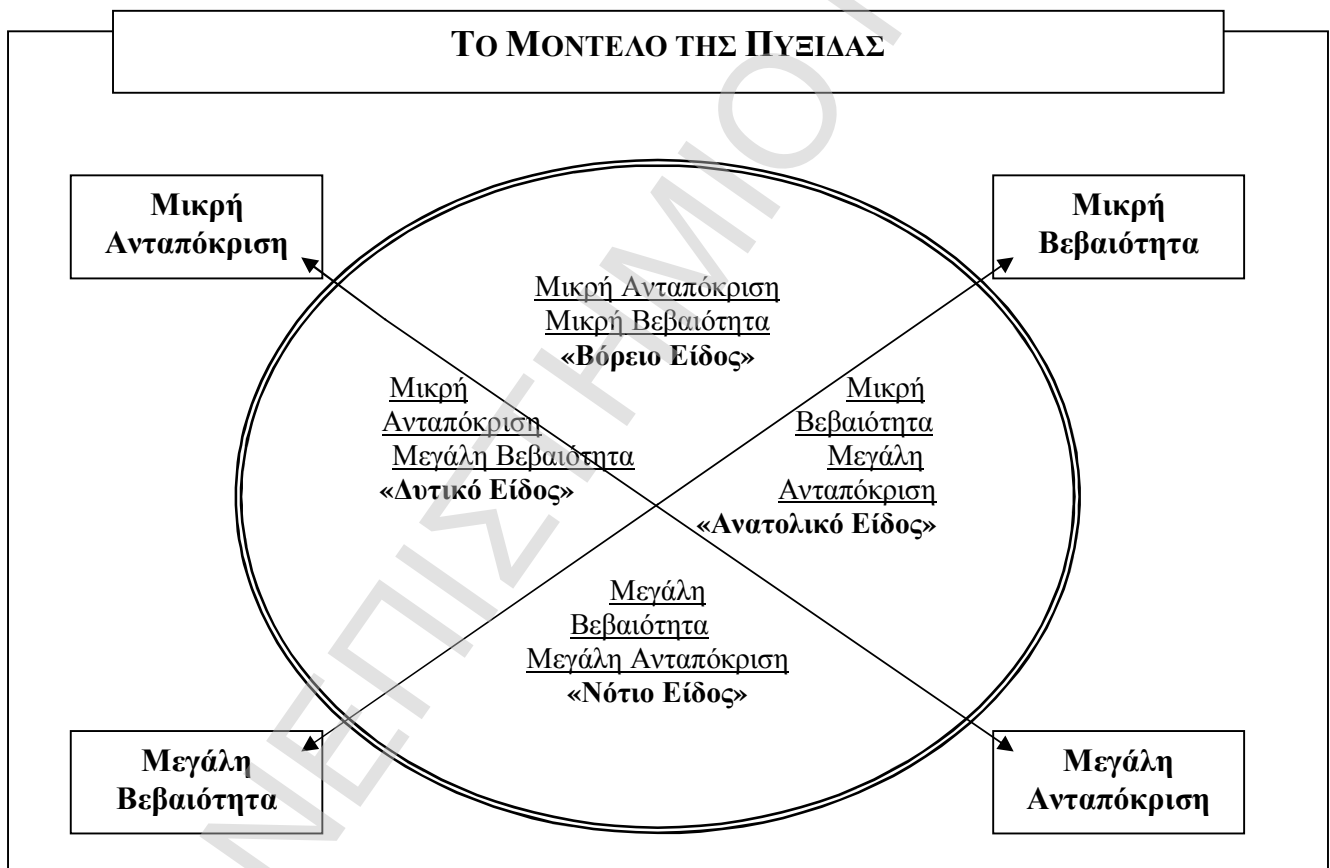 ΤΟ ΜΟΝΤΕΛΟ ΤΗΣ ΠΥΞΙΔΑΣ
Μικρή
Ανταπόκριση
Μικρή
Βεβαιότητα
Μικρή Ανταπόκριση
Μικρή Βεβαιότητα
«Βόρειο Είδος»
Μικρή
Ανταπόκριση
Μεγάλη Βεβαιότητα
«Δυτικό Είδος»
Μικρή
Βεβαιότητα
Μεγάλη
Ανταπόκριση
«Ανατολικό Είδος»
Μεγάλη
Βεβαιότητα
Μεγάλη Ανταπόκριση
«Νότιο Είδος»
Μεγάλη
Βεβαιότητα
Μεγάλη
Ανταπόκριση